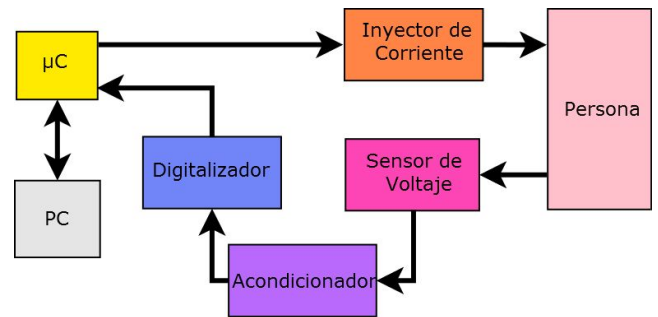 µC
Inyector de
Corriente
Persona
Digitalizador
Sensor de
Voltaje
PC
Acondicionador